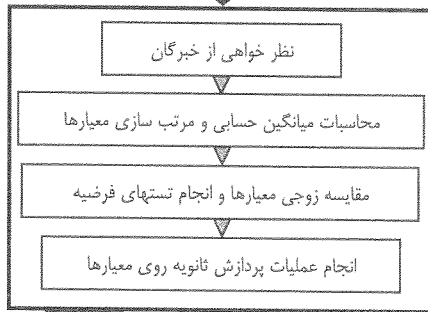 نظر خواهی از خبرگان
محاسبات میانگین حسابی و مرتب سازی معیارها
مقایسه زوجی معیارها و انجام تستهای فرضیه
انجام عملیات پردازش ثانویه روی معیارها